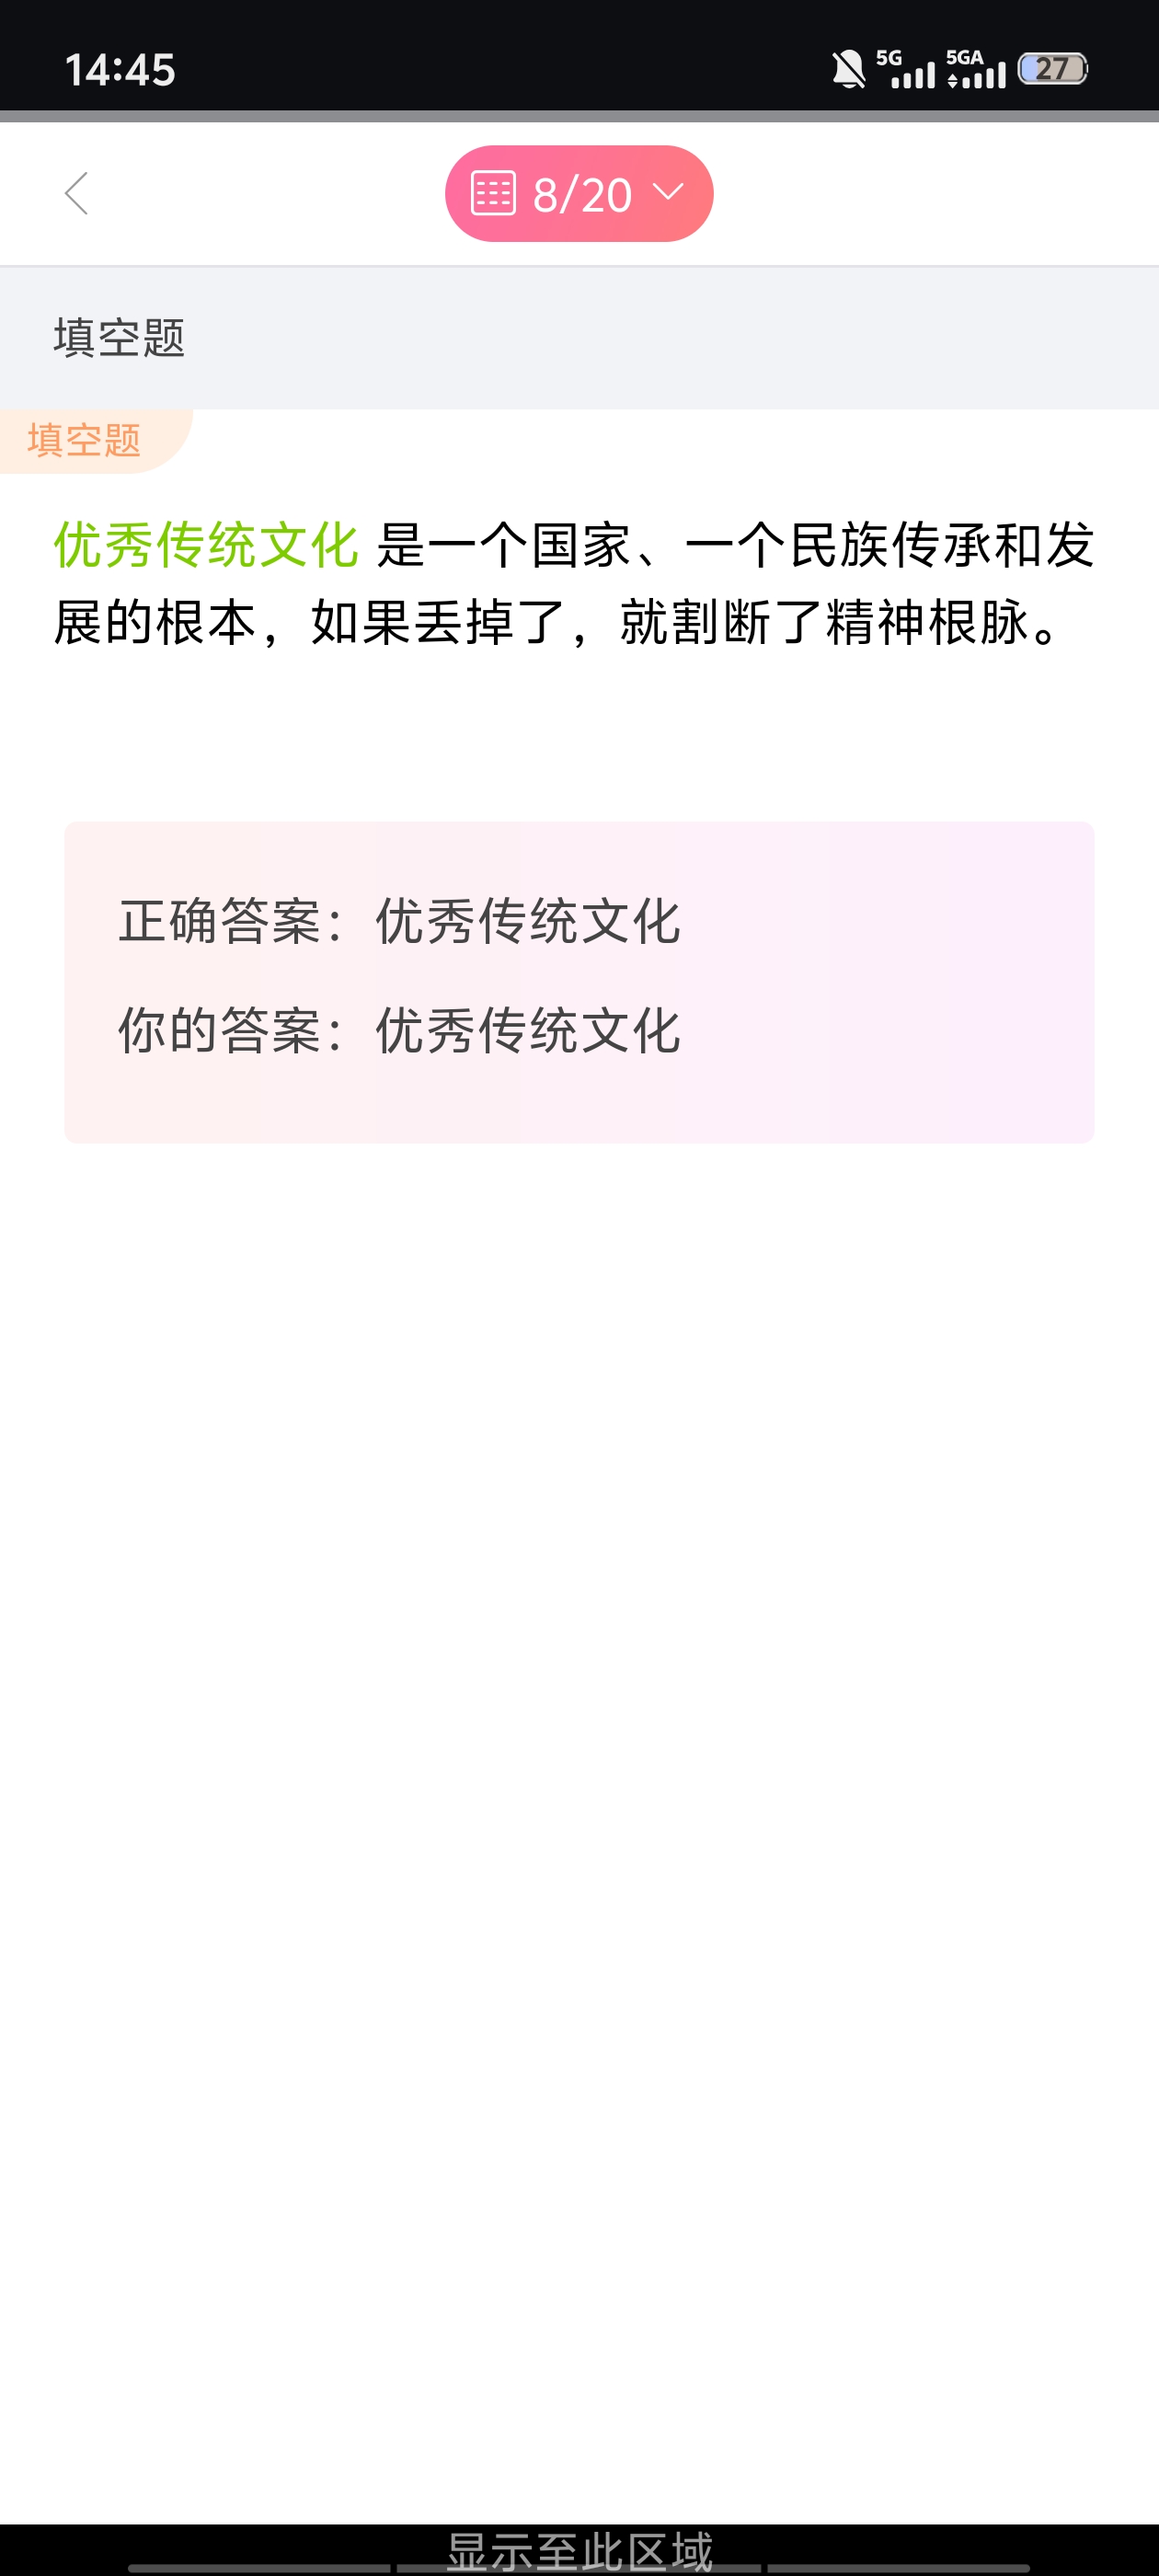 14:45
5G
5GA
27
8/20
填空题
填空题
优秀传统文化 是一个国家、一个民族传承和发
展的根本，如果丢掉了，就割断了精神根脉。
正确答案：优秀传统文化
你的答案：优秀传统文化
显示至此区域